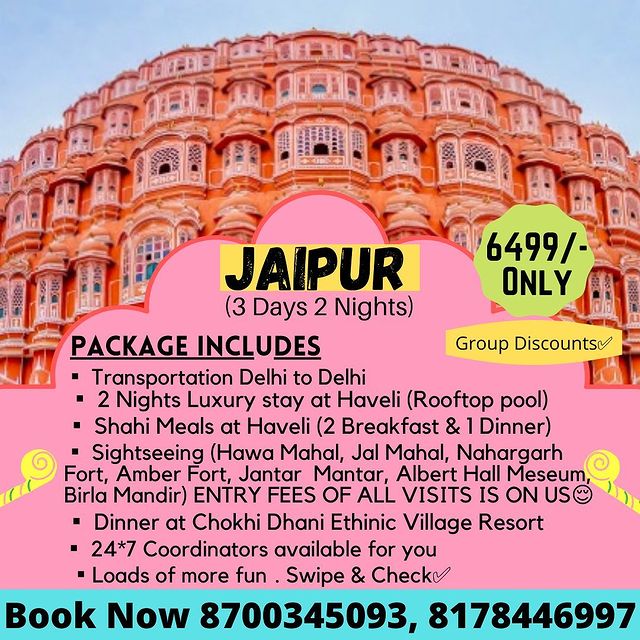 JAIPUR
(3 Days 2 Nights)
6499/-
ONLY
Group Discounts✅
PACKAGE INCLUDES
▪ Transportation Delhi to Delhi
▪ 2 Nights Luxury stay at Haveli (Rooftop pool)
▪ Shahi Meals at Haveli (2 Breakfast & 1 Dinner)
▪ Sightseeing (Hawa Mahal, Jal Mahal, Nahargarh
Fort, Amber Fort, Jantar Mantar, Albert Hall Meseum,
Birla Mandir) ENTRY FEES OF ALL VISITS IS ON US😌
▪ Dinner at Chokhi Dhani Ethinic Village Resort
▪ 24*7 Coordinators available for you
▪ Loads of more fun . Swipe & Check✅
Book Now 8700345093, 8178446997